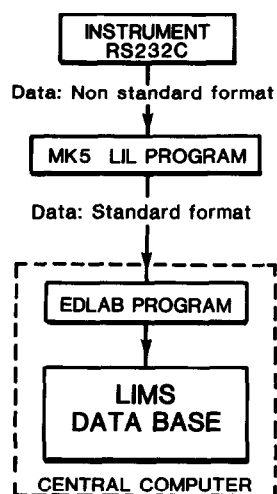 INSTRUMENT
RS232C
Data: Non standard format
MK5 LIL PROGRAM
Data: Standard format
EDLAB PROGRAM
LIMS
DATA BASE
CENTRAL COMPUTER